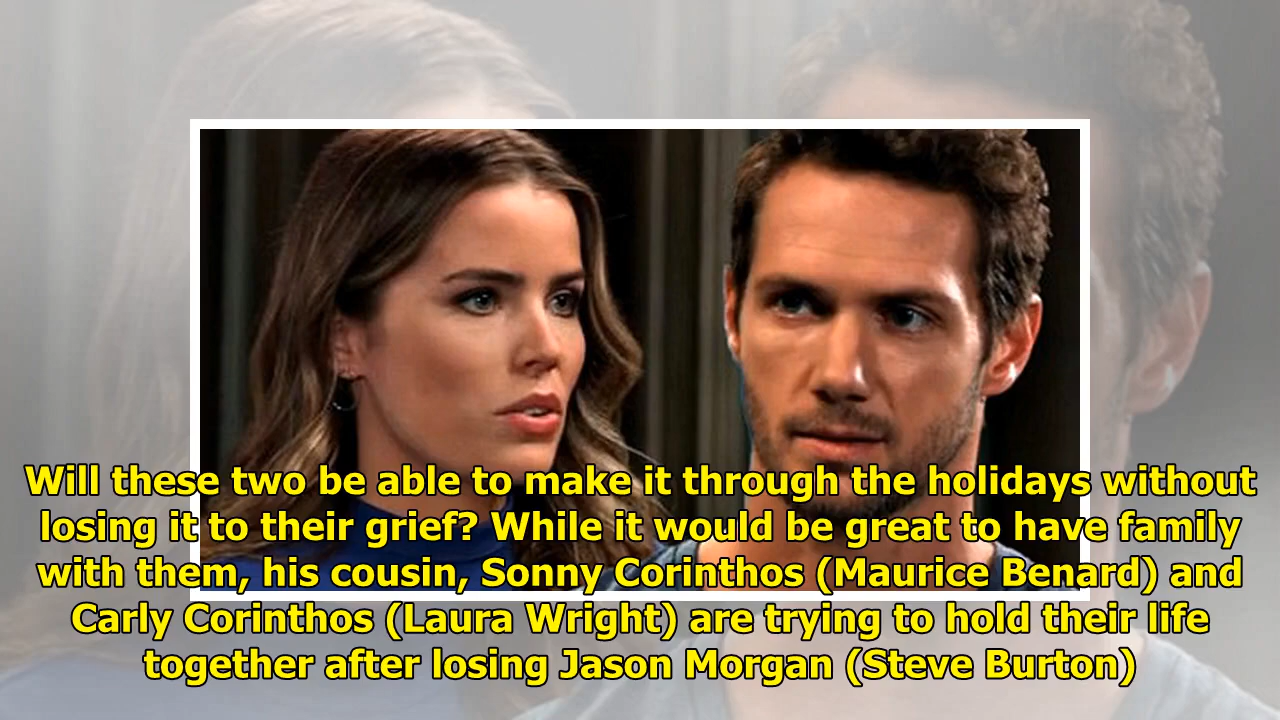 Will these two be able to make it through the holidays without
losing it to their grief? While it would be great to have family
with them, his cousin, Sonny Corinthos (Maurice Benard) and
Carly Corinthos (Laura Wright) are trying to hold their life
together after losing Jason Morgan (Steve Burton)